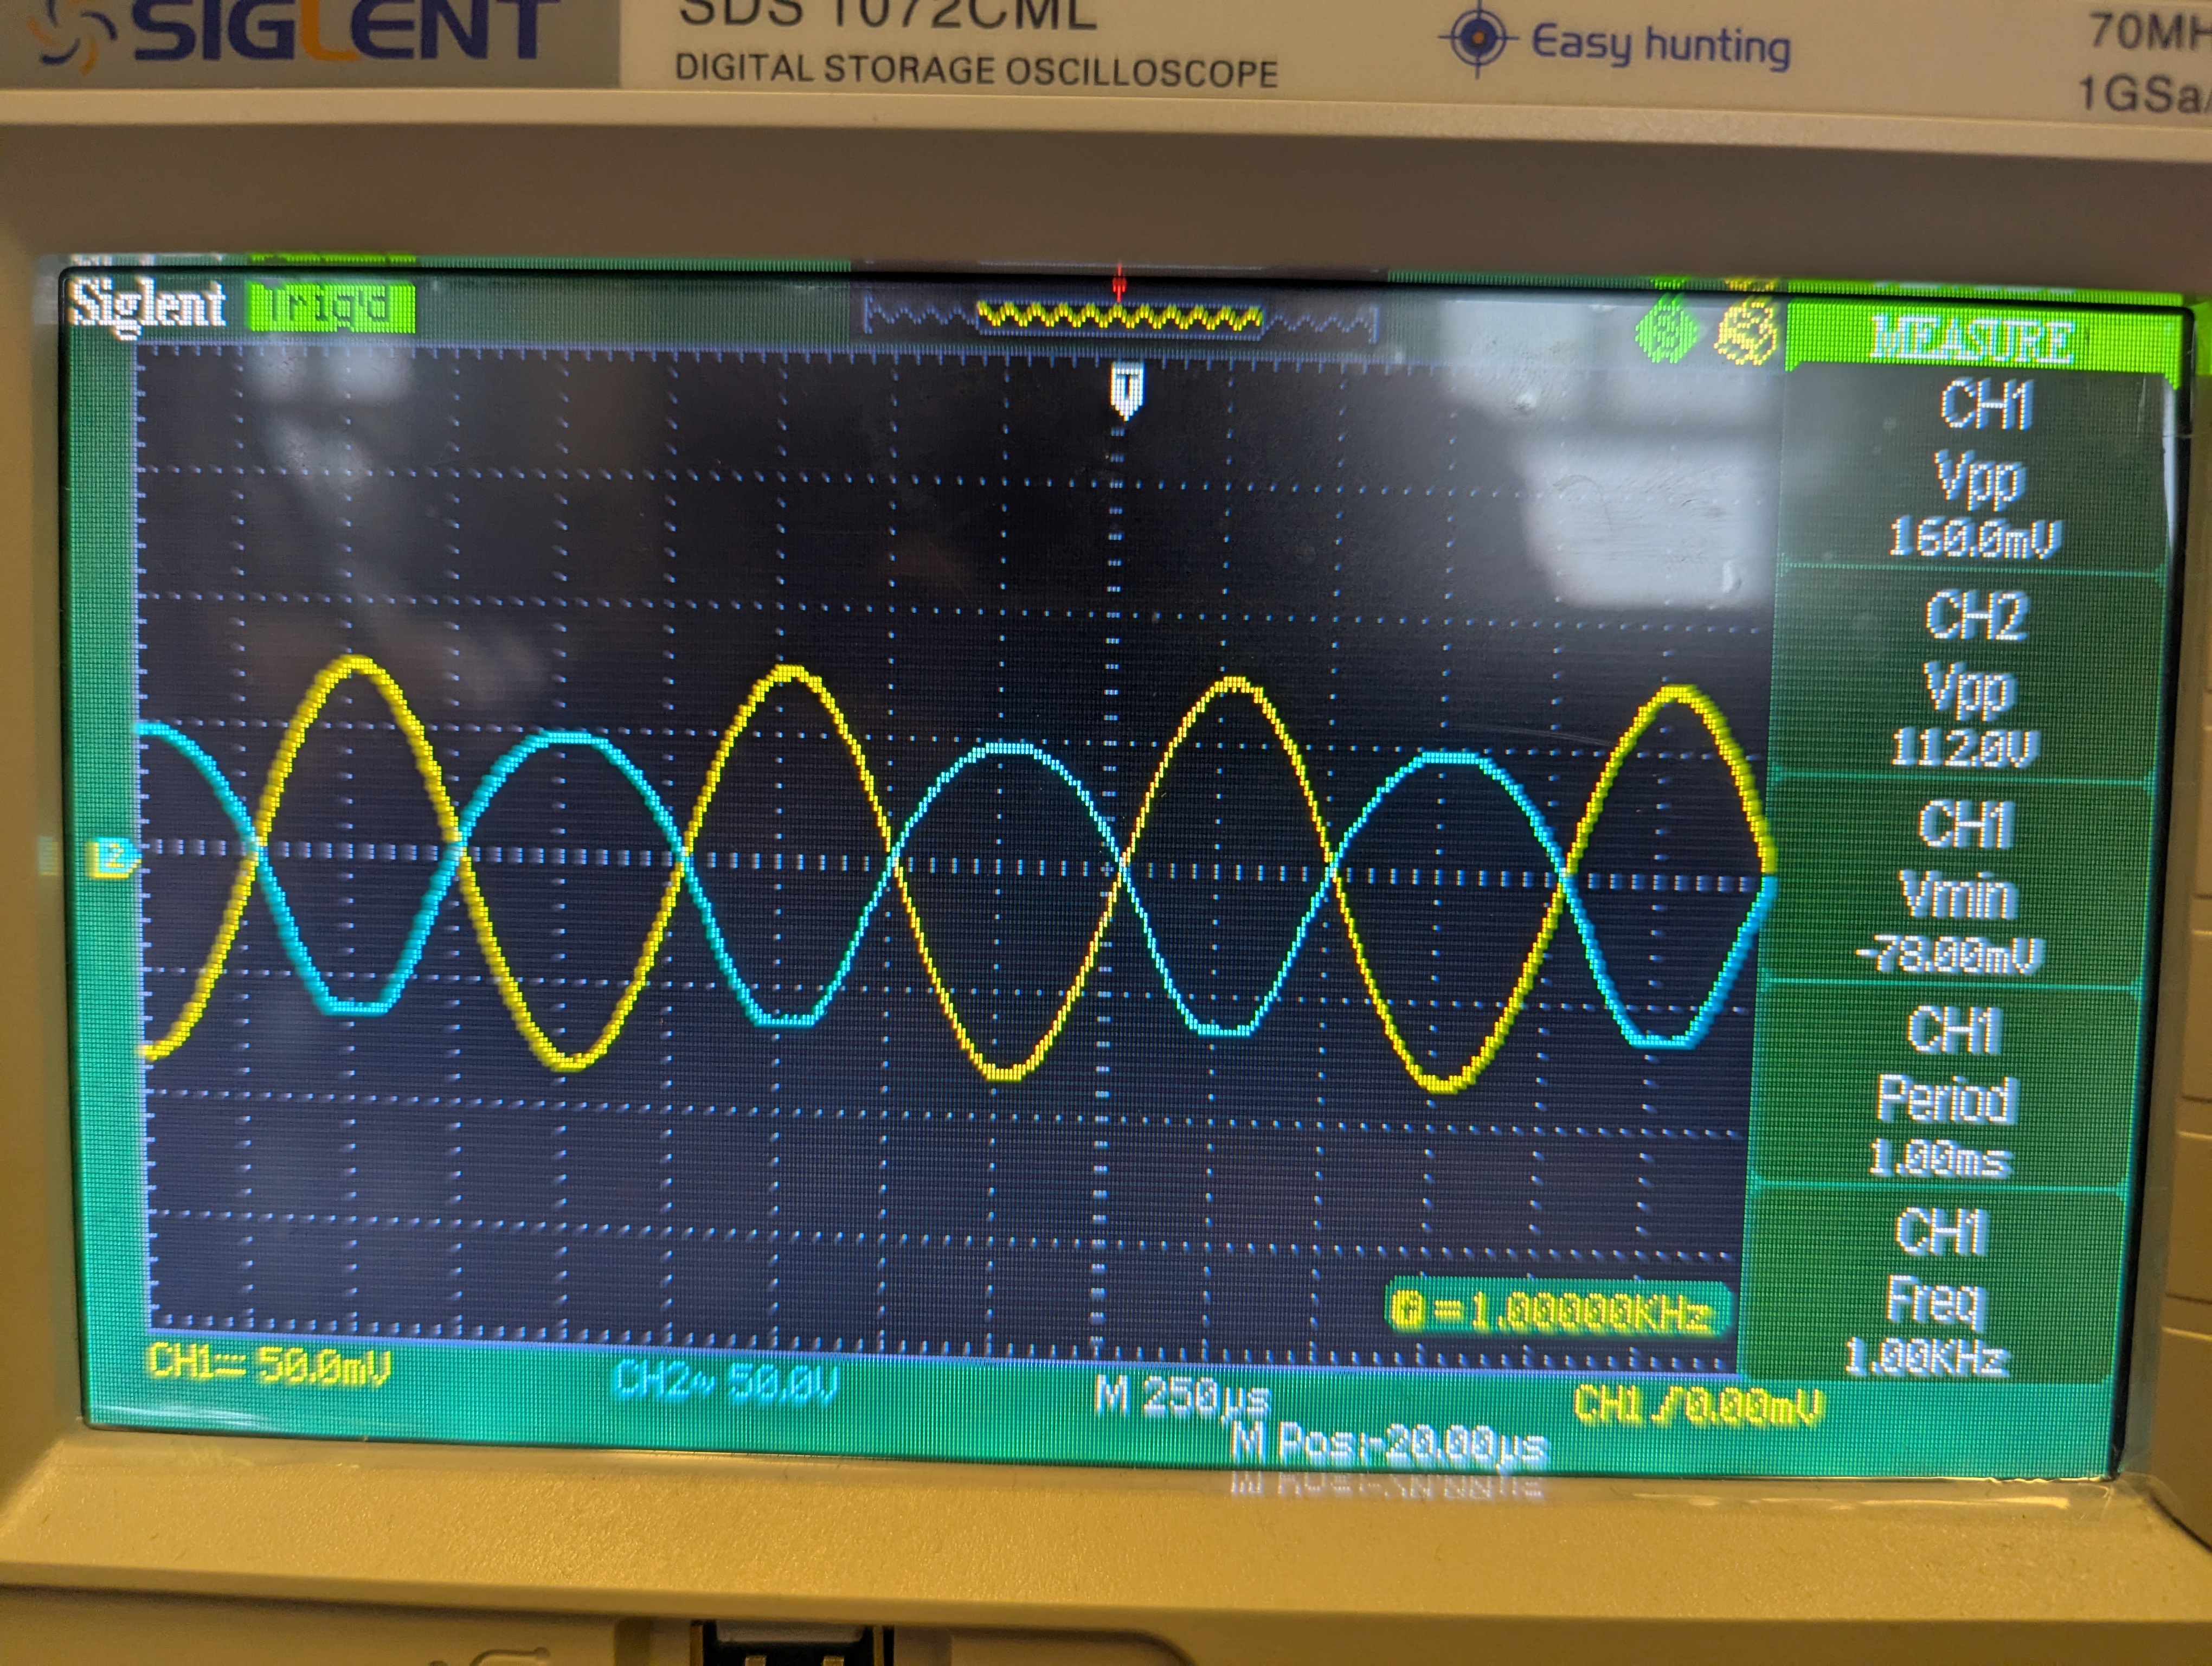 SIGLENT
SDS 1072CML
DIGITAL STORAGE OSCILLOSCOPE
Easy hunting
70MH
1GSa/
Siglent
Trig'd
T
MEASURE
CH1
Vpp
160.0mV
CH2
Vpp
112.0V
CH1
Vmin
-78.00mV
CH1
Period
1.00ms
CH1
Freq
1.00KHz
2
=1.00000KHz
CH1 50.0mV
CH2~ 50.0V
M 250µs
M Pos:-20.00µs
CH1 /0.00mV